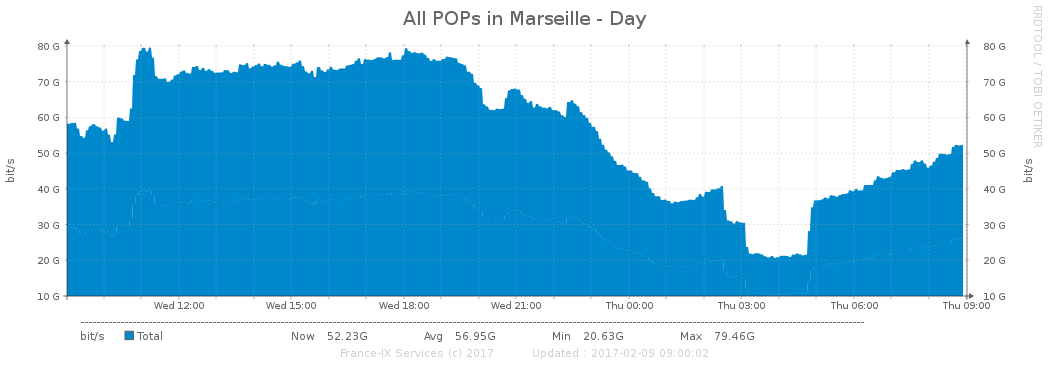 All POPs in Marseille - Day
RRDTOOL / TOBI OETIKER
bit/s
80 G
70 G
60 G
50 G
40 G
30 G
20 G
10 G
80 G
70 G
60 G
50 G
40 G
30 G
20 G
10 G
bit/s
Wed 12:00 Wed 15:00 Wed 18:00 Wed 21:00 Thu 00:00 Thu 03:00 Thu 06:00 Thu 09:00
bit/s Total Now 52.23G Avg 56.95G Min 20.63G Max 79.46G
France-IX Services (c) 2017 Updated : 2017-02-09 09:00:02